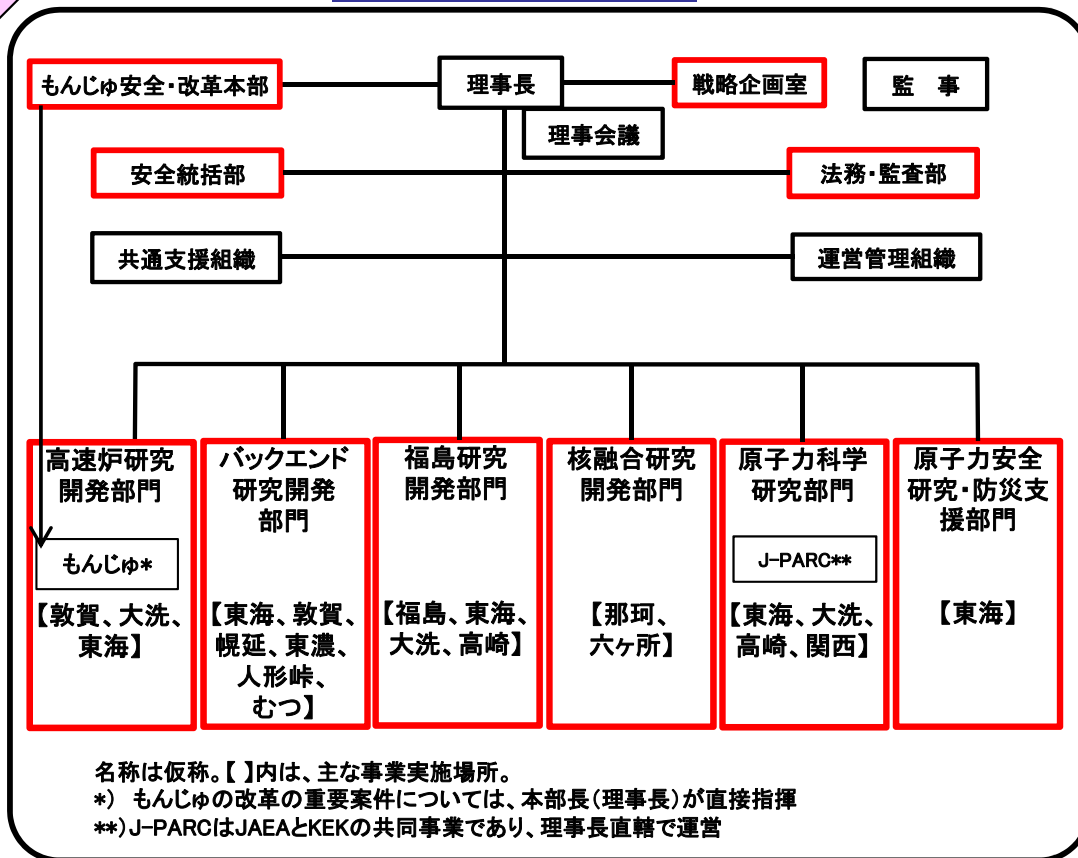 もんじゅ安全・改革本部
理事長
戦略企画室
監　事
理事会議
安全統括部
法務・監査部
共通支援組織
運営管理組織
高速炉研究
開発部門
もんじゅ*
【敦賀、大洗、
東海】
バックエンド
研究開発
部門
【東海、敦賀、
幌延、東濃、
人形峠、
むつ】
福島研究
開発部門
【福島、東海、
大洗、高崎】
核融合研究
開発部門
【那珂、
六ヶ所】
原子力科学
研究部門
J-PARC**
【東海、大洗、
高崎、関西】
原子力安全
研究・防災支
援部門
【東海】
名称は仮称。【 】内は、主な事業実施場所。
*)　もんじゅの改革の重要案件については、本部長(理事長)が直接指揮
**)J-PARCはJAEAとKEKの共同事業であり、理事長直轄で運営